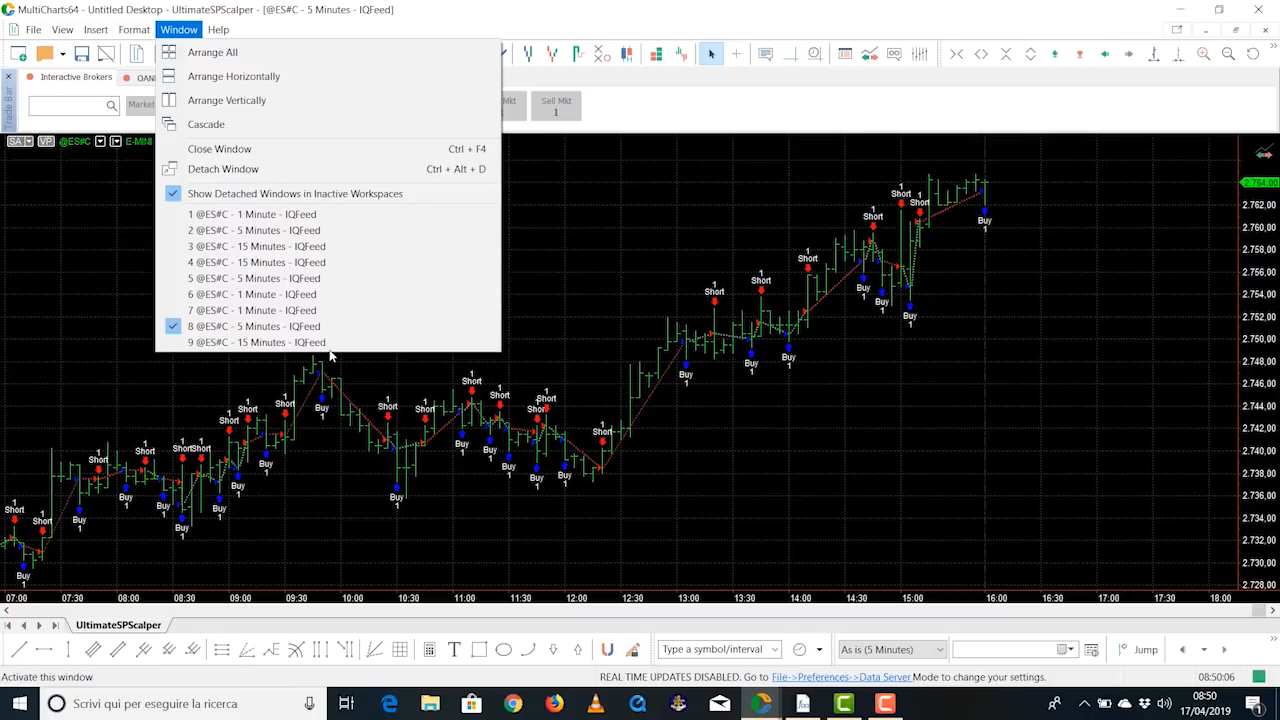 MultiCharts64 - Untitled Desktop - UltimateSPScalper - [@ES#C - 5 Minutes - IQFeed]
File View Insert Format Window Help
Arrange All
Arrange Horizontally
Arrange Vertically
Cascade
Close Window Ctrl + F4
Detach Window Ctrl + Alt + D
Show Detached Windows in Inactive Workspaces
1 @ES#C - 1 Minute - IQFeed
2 @ES#C - 5 Minutes - IQFeed
3 @ES#C - 15 Minutes - IQFeed
4 @ES#C - 15 Minutes - IQFeed
5 @ES#C - 5 Minutes - IQFeed
6 @ES#C - 1 Minute - IQFeed
7 @ES#C - 1 Minute - IQFeed
8 @ES#C - 5 Minutes - IQFeed
9 @ES#C - 15 Minutes - IQFeed
Trade Bar
Interactive Brokers OAN
Market
Mkt
1
Sell Mkt
1
SA VP @ES#C E-MINI
2.764,00
2.762,00
2.760,00
2.758,00
2.756,00
2.754,00
2.752,00
2.750,00
2.748,00
2.746,00
2.744,00
2.742,00
2.740,00
2.738,00
2.736,00
2.734,00
2.732,00
2.730,00
2.728,00
1
Short
Buy
1
07:00 07:30 08:00 08:30 09:00 09:30 10:00 10:30 11:00 11:30 12:00 12:30 13:00 13:30 14:00 14:30 15:00 16:00 17:00 17:30 18:00
UltimateSPScalper
Type a symbol/interval As is (5 Minutes) Jump
Activate this window REAL TIME UPDATES DISABLED. Go to File->Preferences->Data Server Mode to change your settings. 08:50:06
Scrivi qui per eseguire la ricerca
08:50
17/04/2019